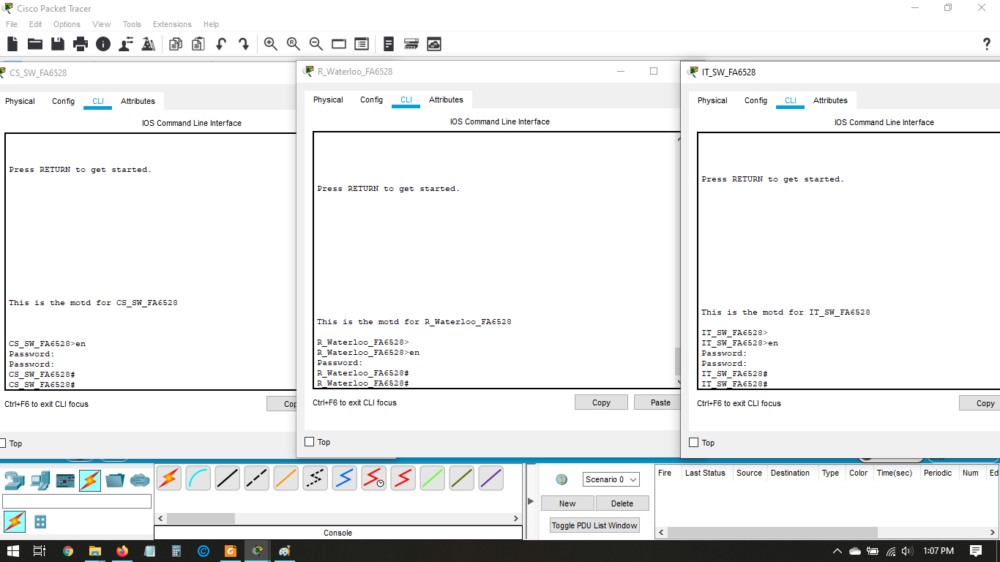 Cisco Packet Tracer
File Edit Options View Tools Extensions Help
CS_SW_FA6528
Physical Config CLI Attributes
IOS Command Line Interface
Press RETURN to get started.
This is the motd for CS_SW_FA6528
CS_SW_FA6528>en
Password:
Password:
CS_SW_FA6528#
CS_SW_FA6528#
Ctrl+F6 to exit CLI focus
Cop
Top
R_Waterloo_FA6528
Physical Config CLI Attributes
IOS Command Line Interface
Press RETURN to get started.
This is the motd for R_Waterloo_FA6528
R_Waterloo_FA6528>
R_Waterloo_FA6528>en
Password:
R_Waterloo_FA6528#
R_Waterloo_FA6528#
Ctrl+F6 to exit CLI focus
Copy Paste
Top
IT_SW_FA6528
Physical Config CLI Attributes
IOS Command Line Interface
Press RETURN to get started.
This is the motd for IT_SW_FA6528
IT_SW_FA6528>
IT_SW_FA6528>en
Password:
Password:
IT_SW_FA6528#
IT_SW_FA6528#
Ctrl+F6 to exit CLI focus
Copy
Top
Console
Scenario 0
New Delete
Toggle PDU List Window
Fire Last Status Source Destination Type Color Time(sec) Periodic Num Ed
1:07 PM